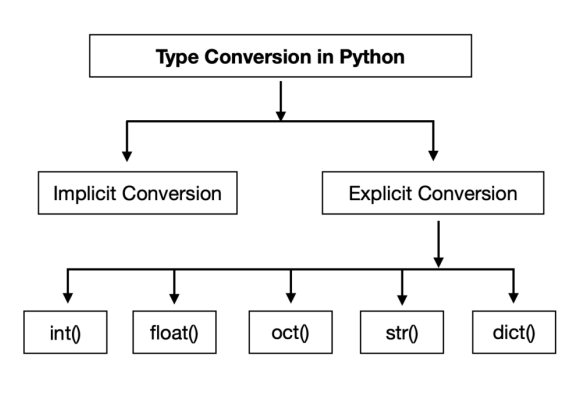 Type Conversion in Python
Implicit Conversion
Explicit Conversion
int()
float()
oct()
str()
dict()